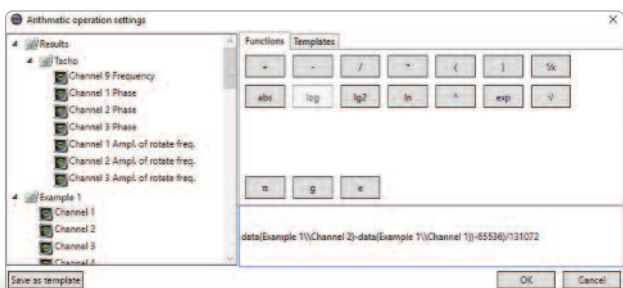 Arithmetic operation settings
Results
Tacho
Channel 9 Frequency
Channel 1 Phase
Channel 2 Phase
Channel 3 Phase
Channel 1 Ampl. of rotate freq.
Channel 2 Ampl. of rotate freq.
Channel 3 Ampl. of rotate freq.
Example 1
Channel 1
Channel 2
Channel 3
Channel 4
Save as template
Functions Templates
+ - / * ( ) %
abs log lg2 ln ^ exp √
π g e
data(Example 1\\Channel 2)-data(Example 1\\Channel 1))-65536)/131072
OK Cancel